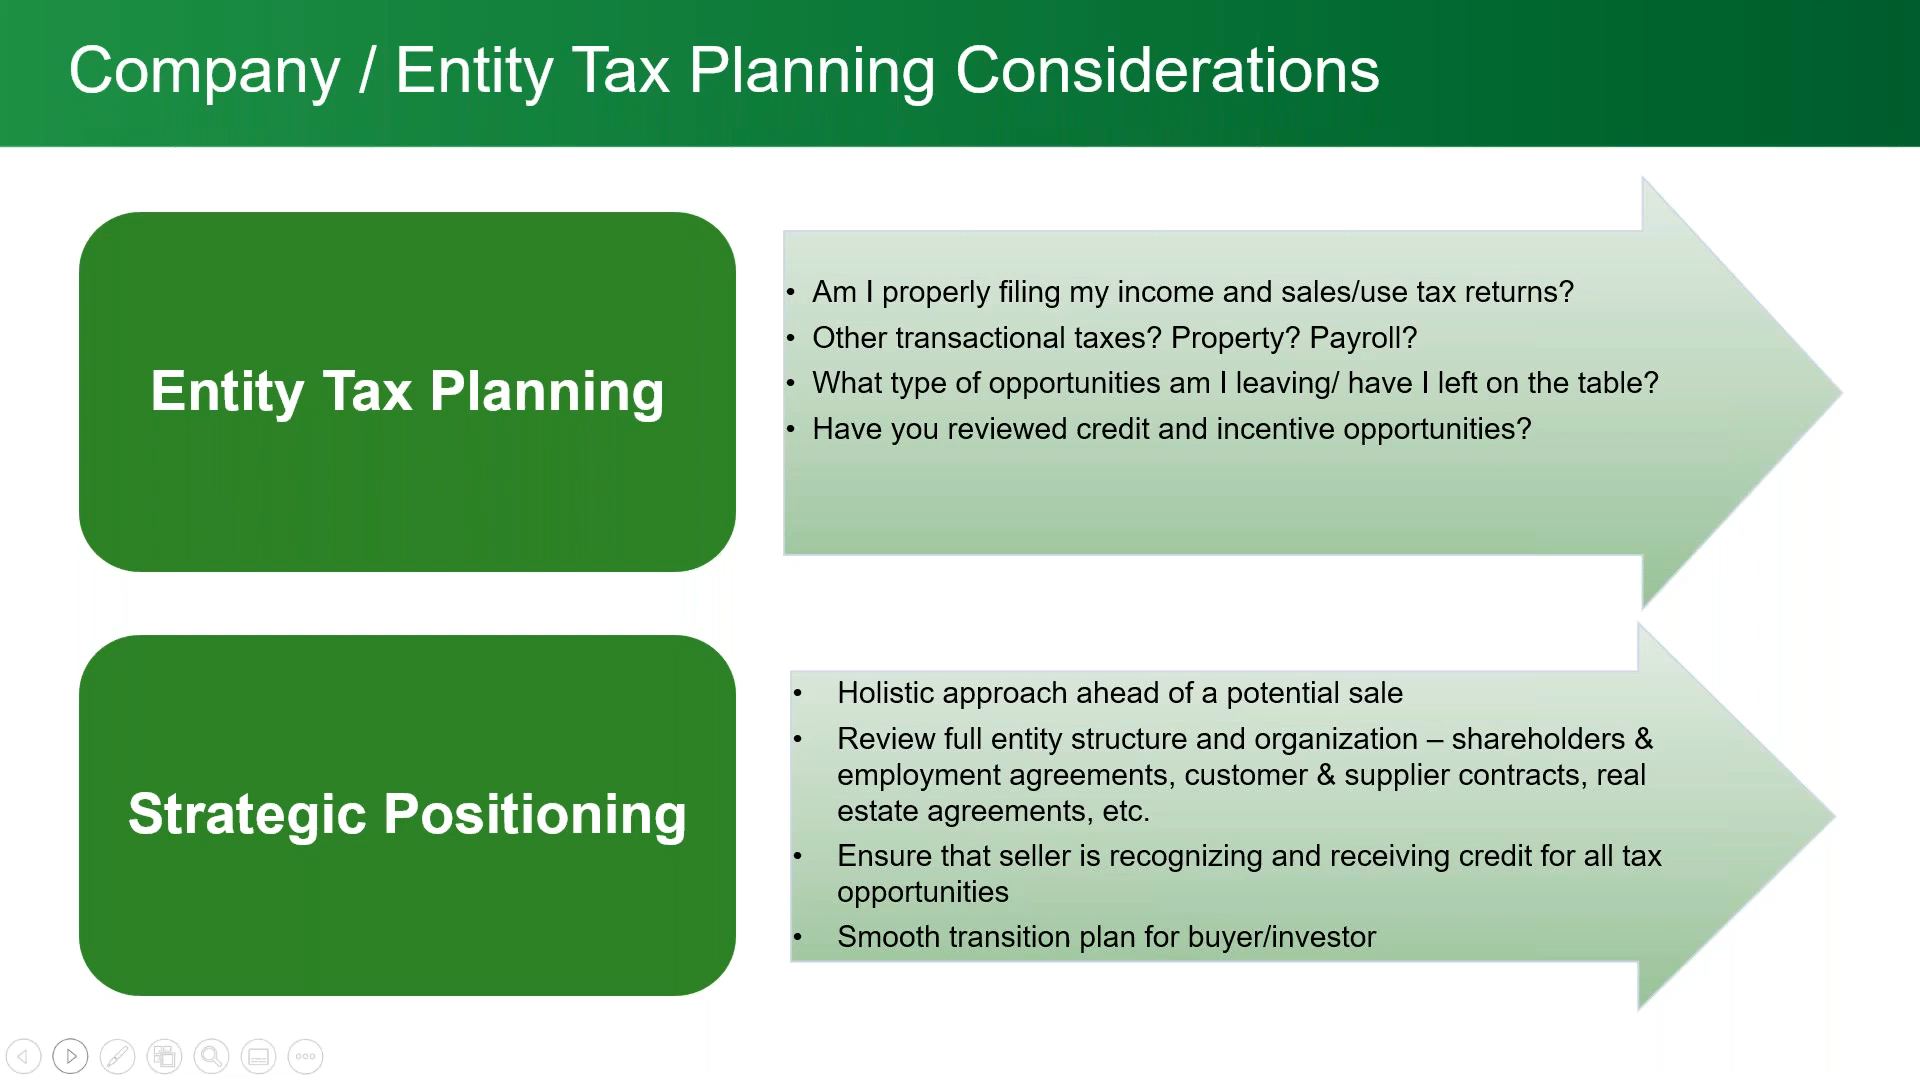 Company / Entity Tax Planning Considerations
Entity Tax Planning
• Am I properly filing my income and sales/use tax returns?
• Other transactional taxes? Property? Payroll?
• What type of opportunities am I leaving/ have I left on the table?
• Have you reviewed credit and incentive opportunities?
Strategic Positioning
• Holistic approach ahead of a potential sale
• Review full entity structure and organization – shareholders &
employment agreements, customer & supplier contracts, real
estate agreements, etc.
• Ensure that seller is recognizing and receiving credit for all tax
opportunities
• Smooth transition plan for buyer/investor